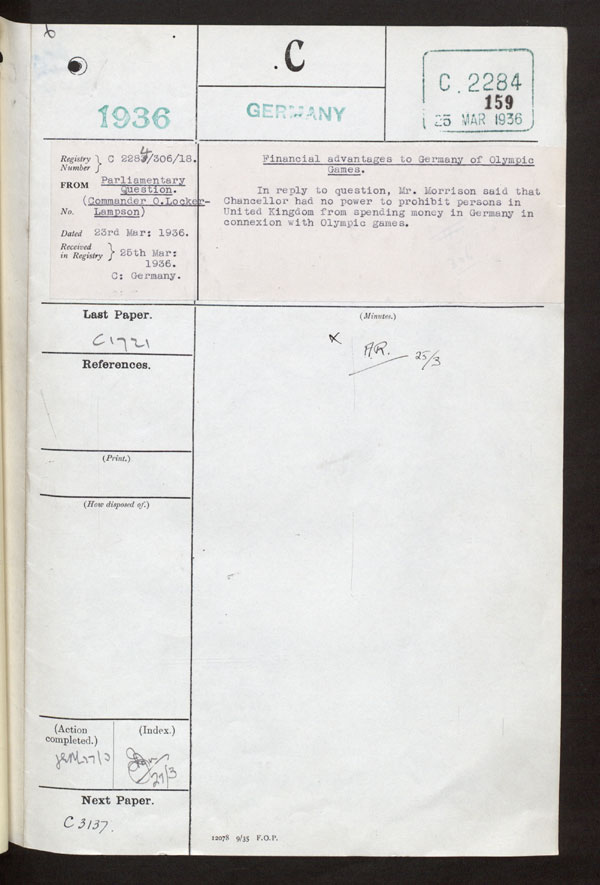 6
.C
1936
GERMANY
C. 2284
159
25 MAR 1936
Registry Number } C 2284/306/18.
FROM Parliamentary
Question.
(Commander O.Locker-
No. Lampson)
Dated 23rd Mar: 1936.
Received in Registry } 25th Mar:
1936.
C: Germany.
Financial advantages to Germany of Olympic
Games.
In reply to question, Mr. Morrison said that
Chancellor had no power to prohibit persons in
United Kingdom from spending money in Germany in
connexion with Olympic games.
Last Paper.
C1721
References.
(Print.)
(How disposed of.)
(Minutes.)
A.R. 25/3
(Action
completed.)
(Index.)
27/3
Next Paper.
C 3137.
12078 9/35 F.O.P.